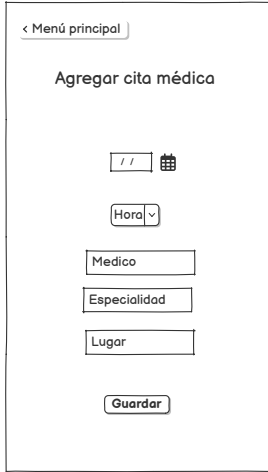 < Menú principal
Agregar cita médica
/ /
Hora
Medico
Especialidad
Lugar
Guardar